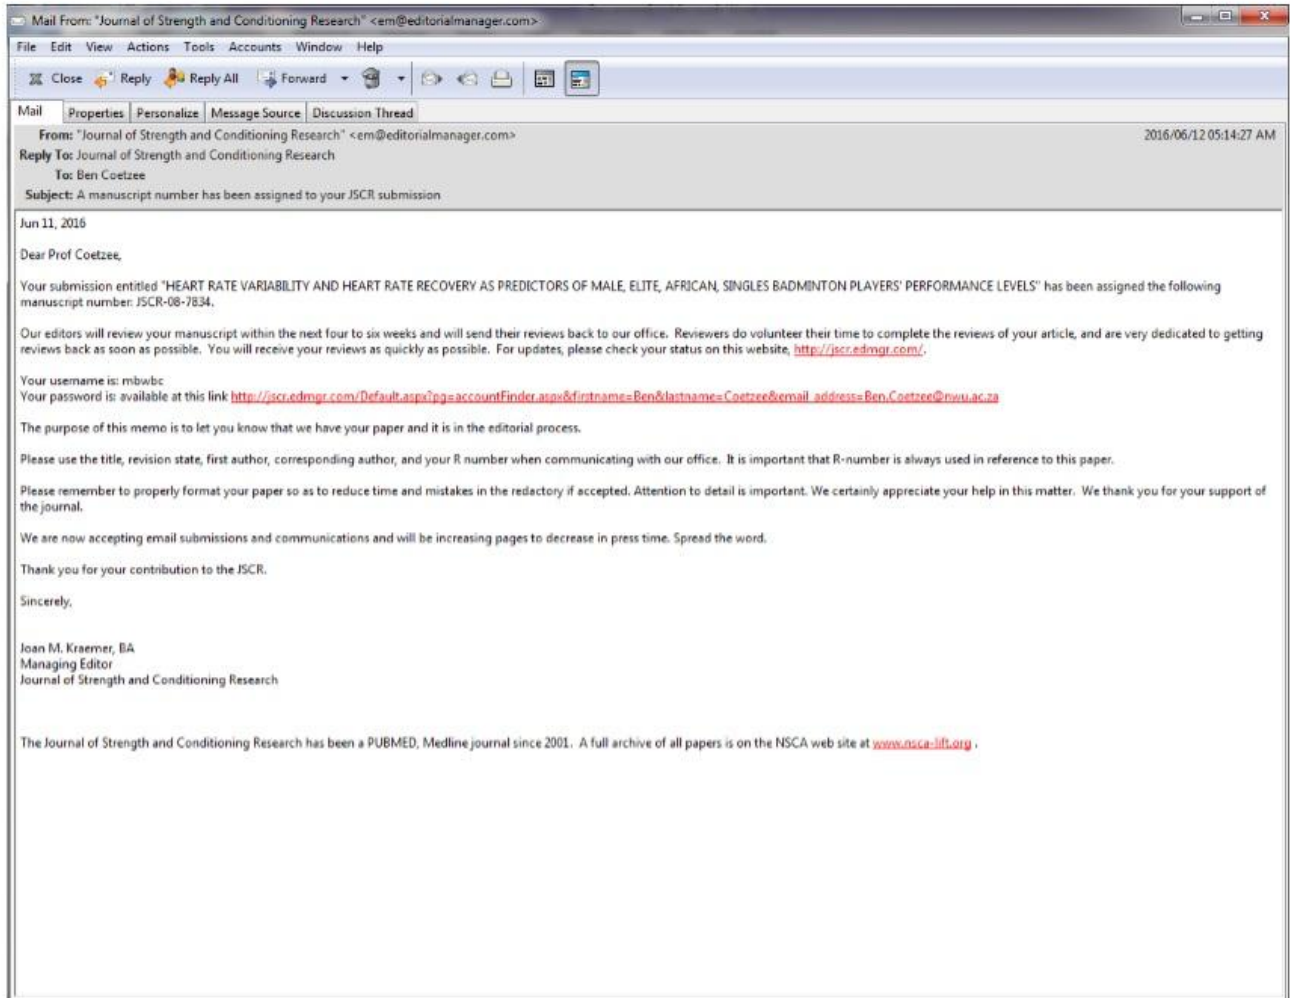 Mail From: "Journal of Strength and Conditioning Research" <em@editorialmanager.com>
File Edit View Actions Tools Accounts Window Help
Close Reply Reply All Forward
Mail Properties Personalize Message Source Discussion Thread
From: "Journal of Strength and Conditioning Research" <em@editorialmanager.com> 2016/06/12 05:14:27 AM
Reply To: Journal of Strength and Conditioning Research
To: Ben Coetzee
Subject: A manuscript number has been assigned to your JSCR submission
Jun 11, 2016
Dear Prof Coetzee,
Your submission entitled "HEART RATE VARIABILITY AND HEART RATE RECOVERY AS PREDICTORS OF MALE, ELITE, AFRICAN, SINGLES BADMINTON PLAYERS' PERFORMANCE LEVELS" has been assigned the following
manuscript number: JSCR-08-7834.
Our editors will review your manuscript within the next four to six weeks and will send their reviews back to our office. Reviewers do volunteer their time to complete the reviews of your article, and are very dedicated to getting
reviews back as soon as possible. You will receive your reviews as quickly as possible. For updates, please check your status on this website, http://jscr.edmgr.com/.
Your username is: mbwbc
Your password is: available at this link http://jscr.edmgr.com/Default.aspx?pg=accountFinder.aspx&firstname=Ben&lastname=Coetzee&email_address=Ben.Coetzee@nwu.ac.za
The purpose of this memo is to let you know that we have your paper and it is in the editorial process.
Please use the title, revision state, first author, corresponding author, and your R number when communicating with our office. It is important that R-number is always used in reference to this paper.
Please remember to properly format your paper so as to reduce time and mistakes in the redactory if accepted. Attention to detail is important. We certainly appreciate your help in this matter. We thank you for your support of
the journal.
We are now accepting email submissions and communications and will be increasing pages to decrease in press time. Spread the word.
Thank you for your contribution to the JSCR.
Sincerely,
Joan M. Kraemer, BA
Managing Editor
Journal of Strength and Conditioning Research
The Journal of Strength and Conditioning Research has been a PUBMED, Medline journal since 2001. A full archive of all papers is on the NSCA web site at www.nsca-lift.org .